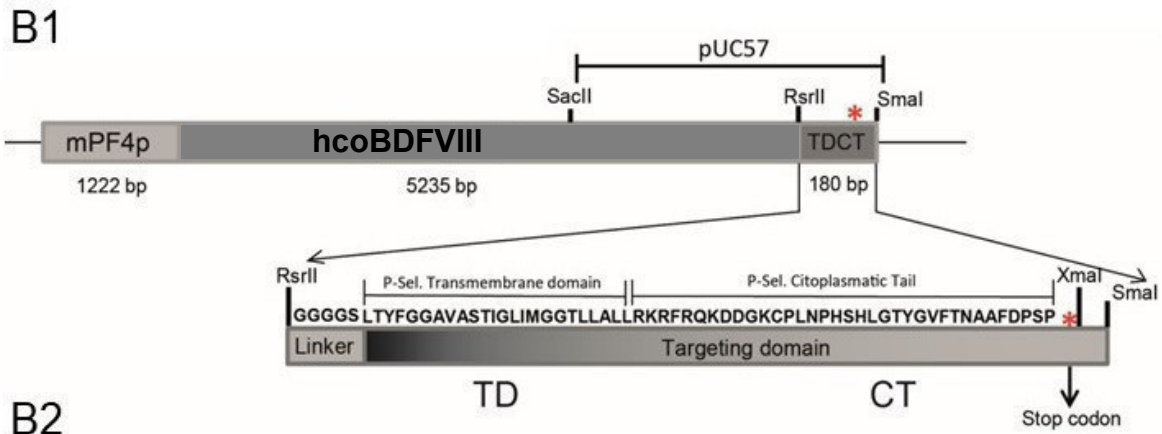 B1
pUC57
SacII
RsrII
*
SmaI
mPF4p
hcoBDFVIII
TDCT
1222 bp
5235 bp
180 bp
RsrII
P-Sel. Transmembrane domain
P-Sel. Citoplasmatic Tail
XmaI
SmaI
GGGGS LTYFGGAVASTIGLIMGGTLLALLRKRFRQKDDGKCPLNPHSHLGTYGVFTNAAFDPSP *
Linker
Targeting domain
TD
CT
Stop codon
B2